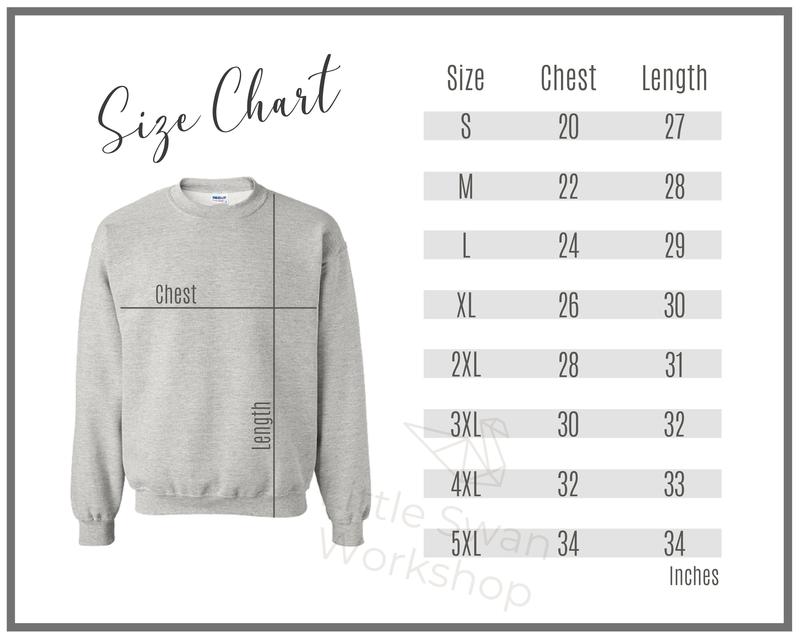 Size Chart
Chest
Length
Size Chest Length
S 20 27
M 22 28
L 24 29
XL 26 30
2XL 28 31
3XL 30 32
4XL 32 33
5XL 34 34
Inches
Little Swan
Workshop